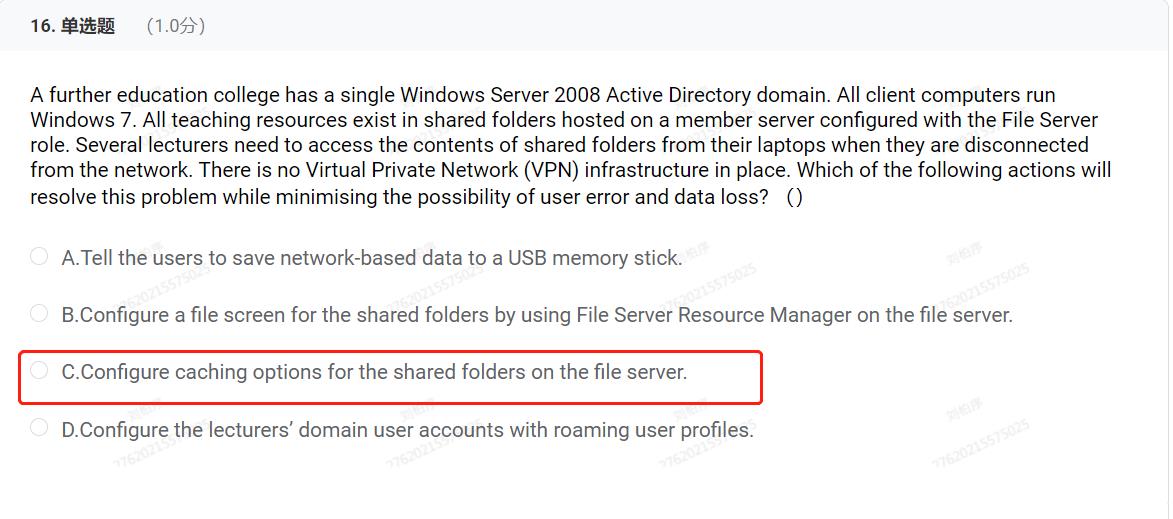 16. 单选题 （1.0分）
A further education college has a single Windows Server 2008 Active Directory domain. All client computers run
Windows 7. All teaching resources exist in shared folders hosted on a member server configured with the File Server
role. Several lecturers need to access the contents of shared folders from their laptops when they are disconnected
from the network. There is no Virtual Private Network (VPN) infrastructure in place. Which of the following actions will
resolve this problem while minimising the possibility of user error and data loss? （）
A.Tell the users to save network-based data to a USB memory stick.
B.Configure a file screen for the shared folders by using File Server Resource Manager on the file server.
C.Configure caching options for the shared folders on the file server.
D.Configure the lecturers’ domain user accounts with roaming user profiles.